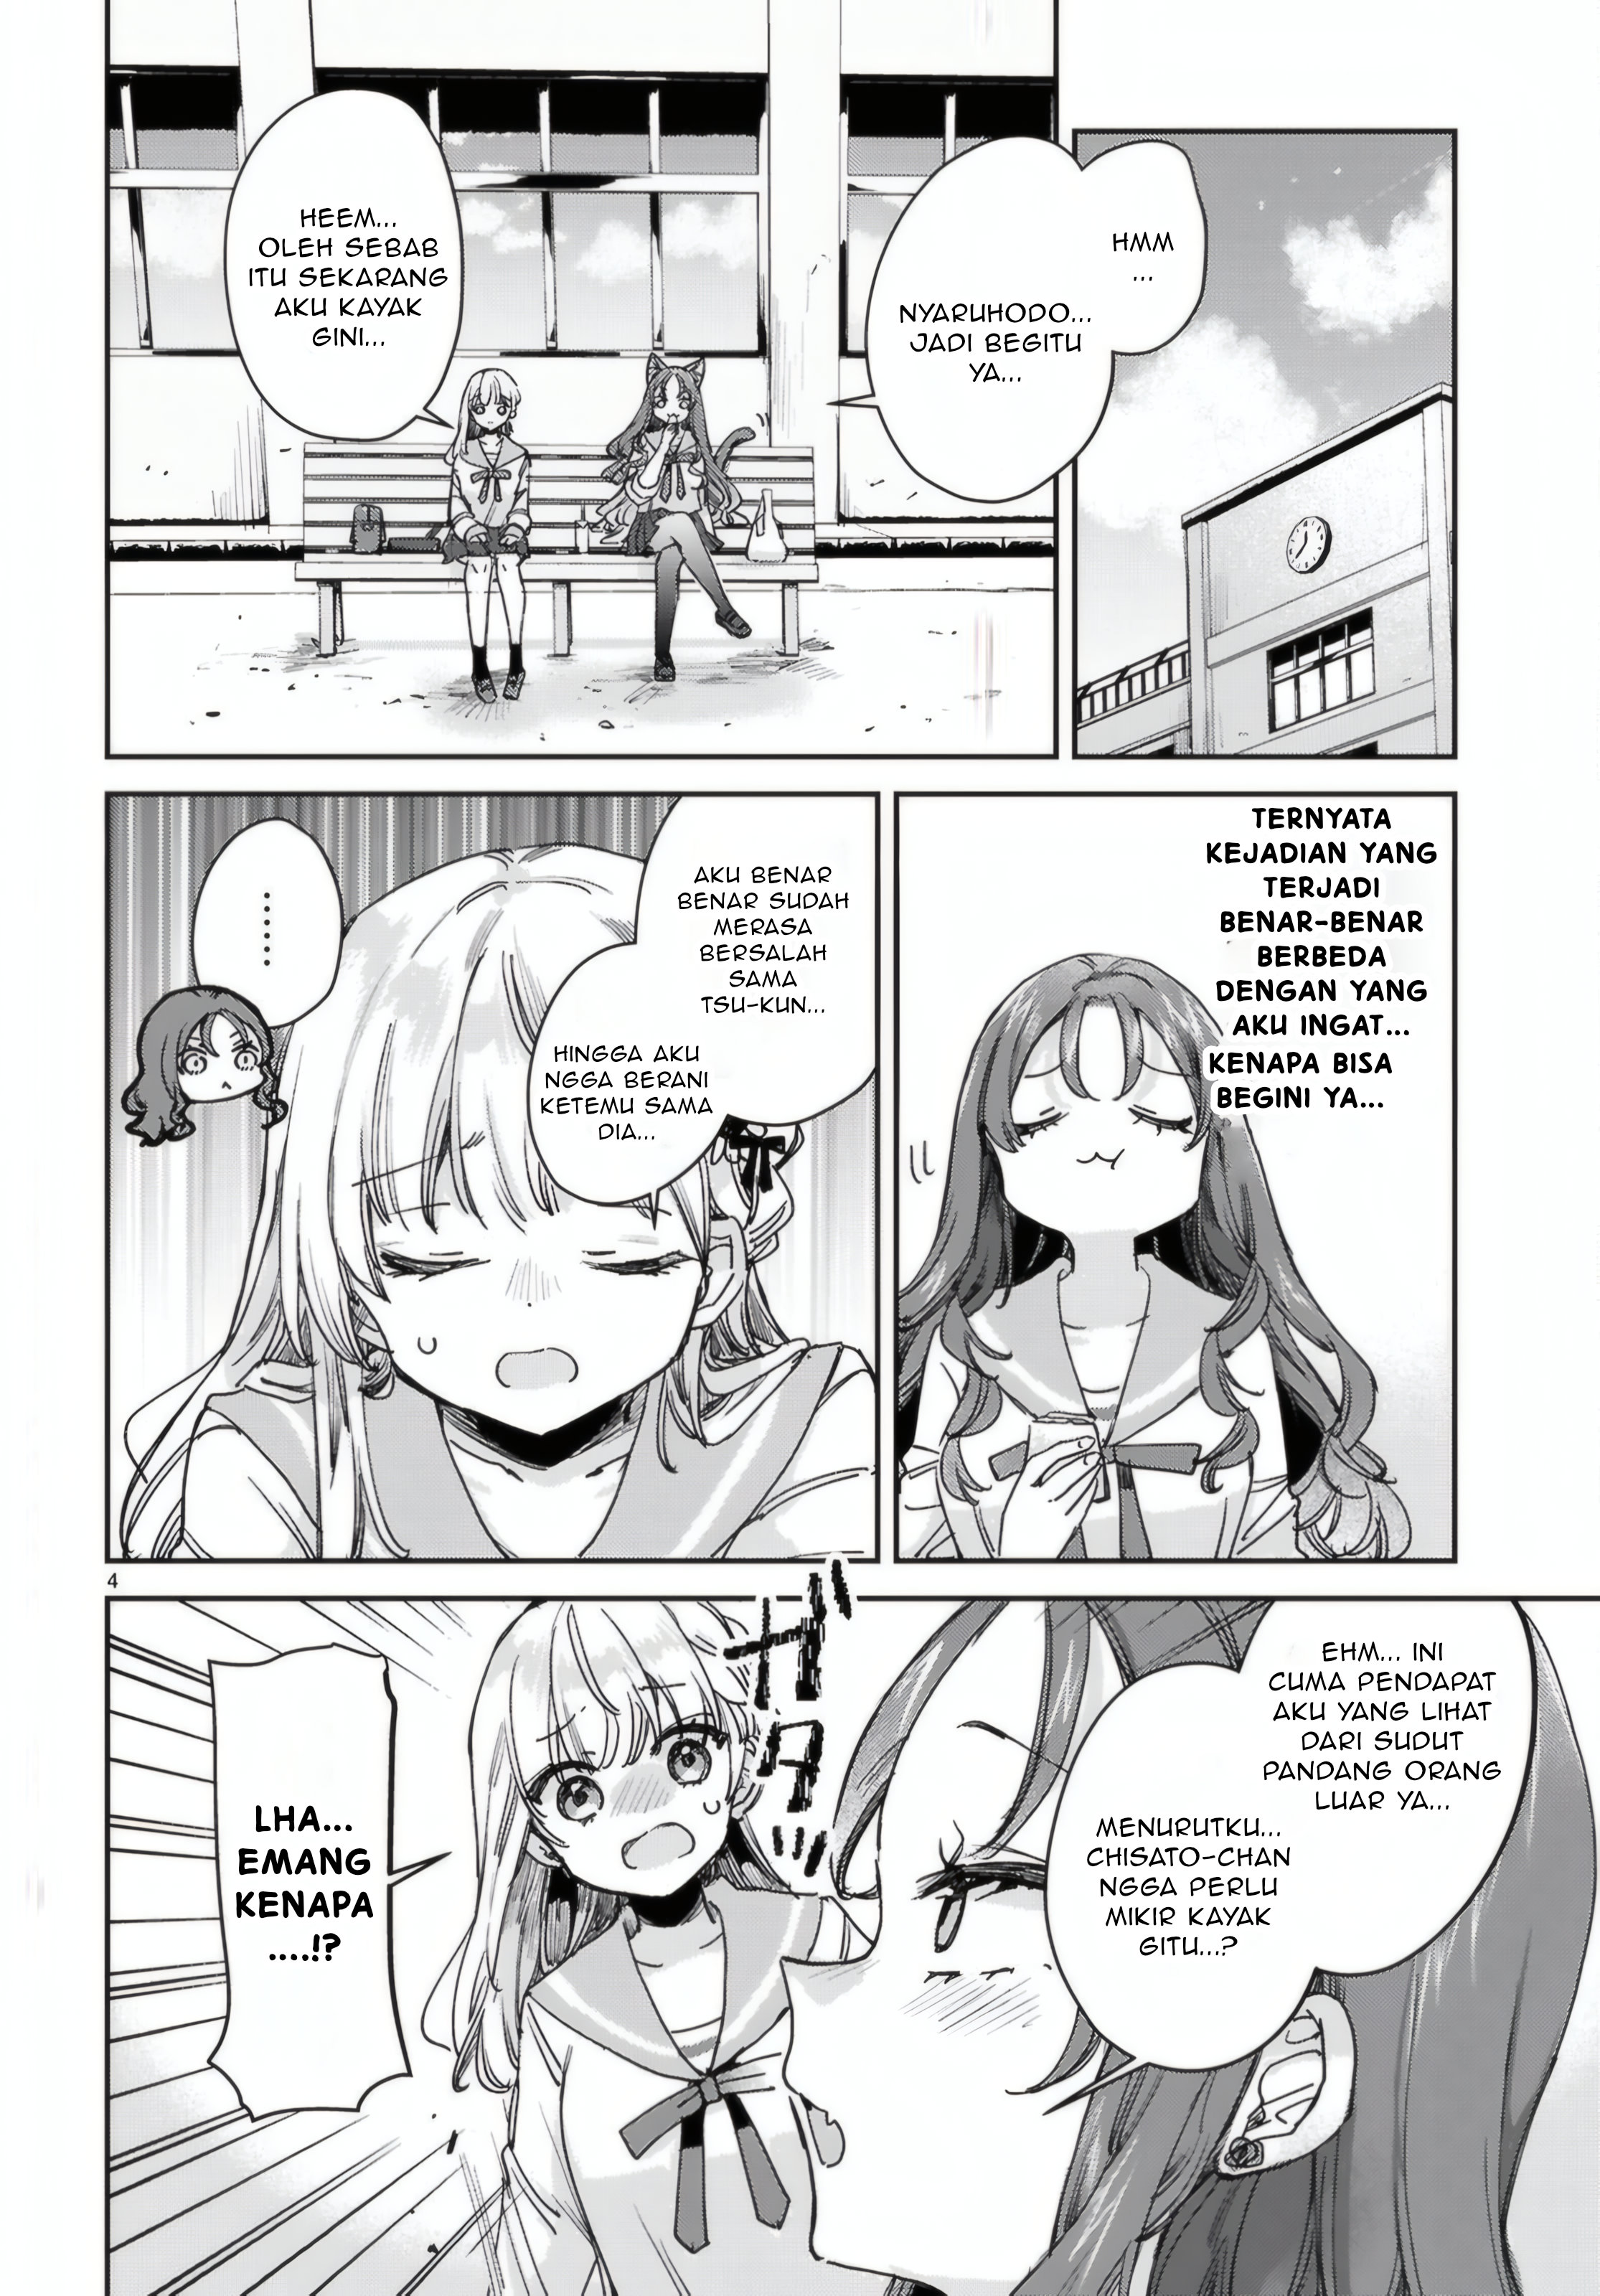 HMM
...
NYARUHODO...
JADI BEGITU
YA...
HEEM...
OLEH SEBAB
ITU SEKARANG
AKU KAYAK
GINI...
TERNYATA
KEJADIAN YANG
TERJADI
BENAR-BENAR
BERBEDA
DENGAN YANG
AKU INGAT...
KENAPA BISA
BEGINI YA...
AKU BENAR
BENAR SUDAH
MERASA
BERSALAH
SAMA
TSU-KUN...
HINGGA AKU
NGGA BERANI
KETEMU SAMA
DIA...
.......
4
EHM... INI
CUMA PENDAPAT
AKU YANG LIHAT
DARI SUDUT
PANDANG ORANG
LUAR YA...
MENURUTKU...
CHISATO-CHAN
NGGA PERLU
MIKIR KAYAK
GITU...?
ガタッ
LHA...
EMANG
KENAPA
....!?